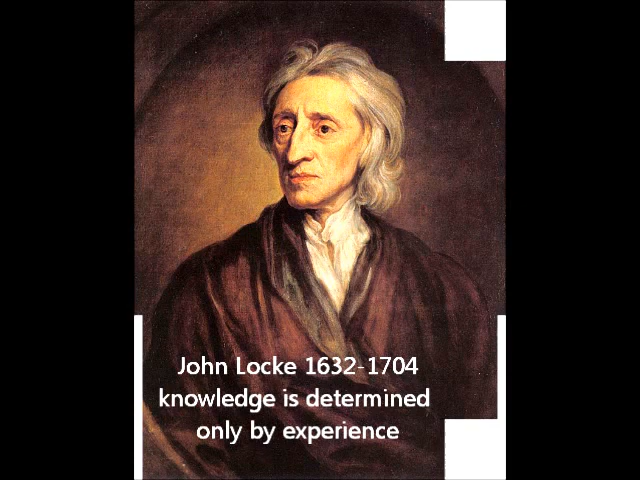 John Locke 1632-1704
knowledge is determined
only by experience